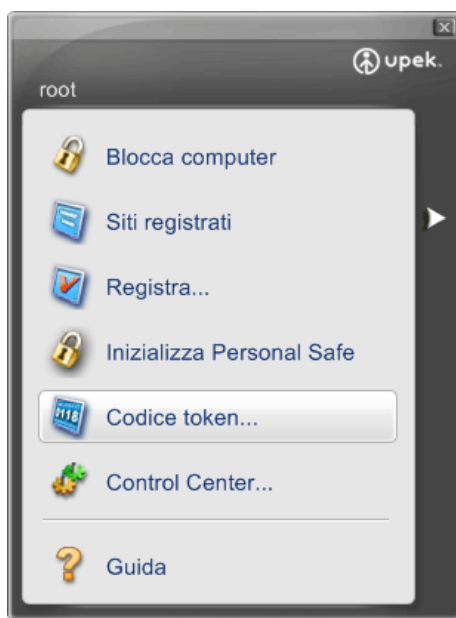 upek.
root
Blocca computer
Siti registrati
Registra...
Inizializza Personal Safe
Codice token...
Control Center...
Guida